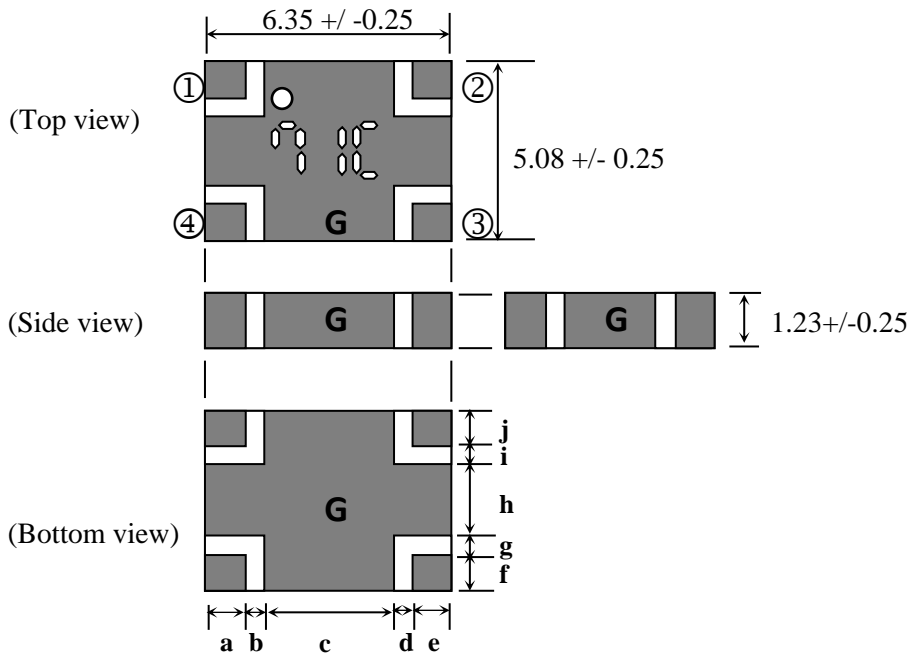 6.35 +/ -0.25
① ②
(Top view)
71C
5.08 +/- 0.25
④ G ③
(Side view) G G 1.23+/-0.25
j
i
h
G
(Bottom view)
g
f
a b c d e